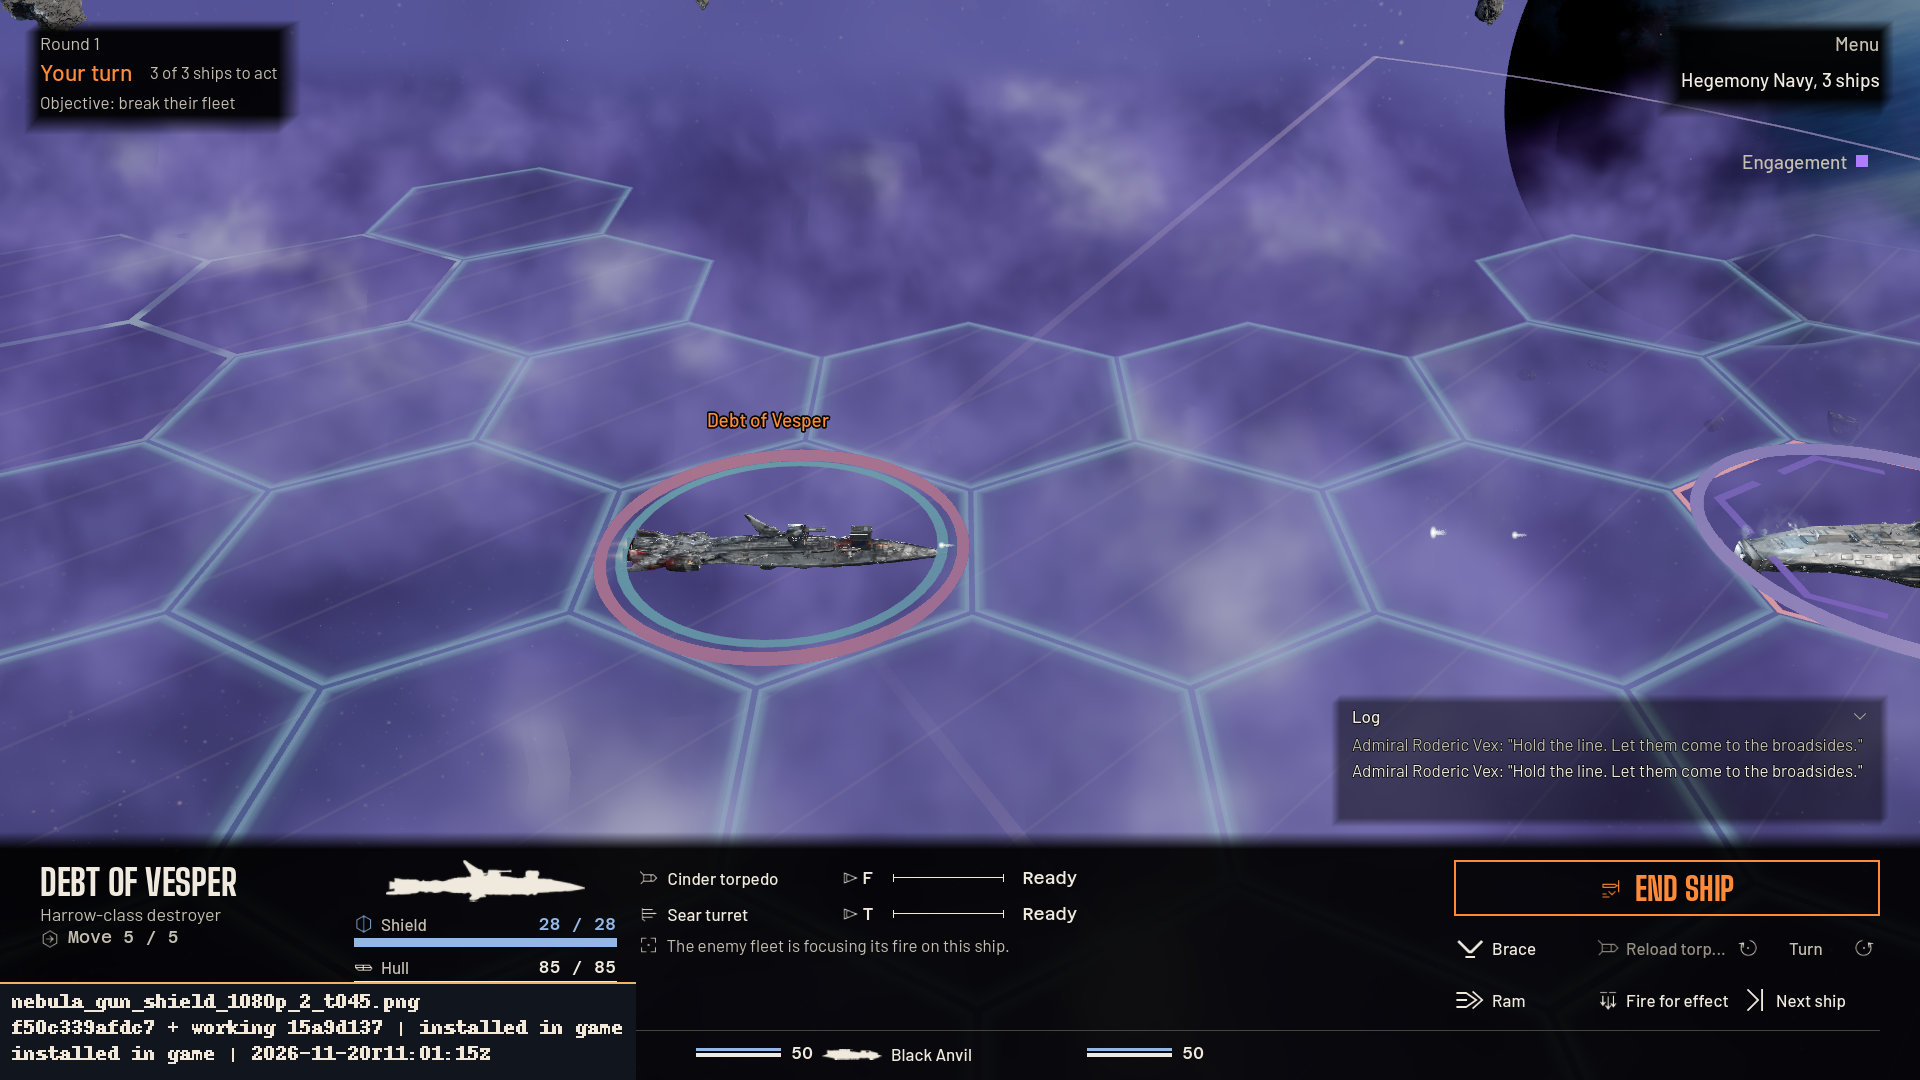 Round 1
Your turn 3 of 3 ships to act
Objective: break their fleet
Menu
Hegemony Navy, 3 ships
Engagement
Debt of Vesper
Log
Admiral Roderic Vex: "Hold the line. Let them come to the broadsides."
Admiral Roderic Vex: "Hold the line. Let them come to the broadsides."
DEBT OF VESPER
Harrow-class destroyer
Move 5 / 5
Shield 28 / 28
Hull 85 / 85
Cinder torpedo F Ready
Sear turret T Ready
The enemy fleet is focusing its fire on this ship.
END SHIP
Brace Reload torp... Turn
Ram Fire for effect Next ship
nebula_gun_shield_1080p_2_t045.png
f50c339afdc7 + working 15a9d137 | installed in game
installed in game | 2026-11-20T11:01:15Z
50 Black Anvil 50